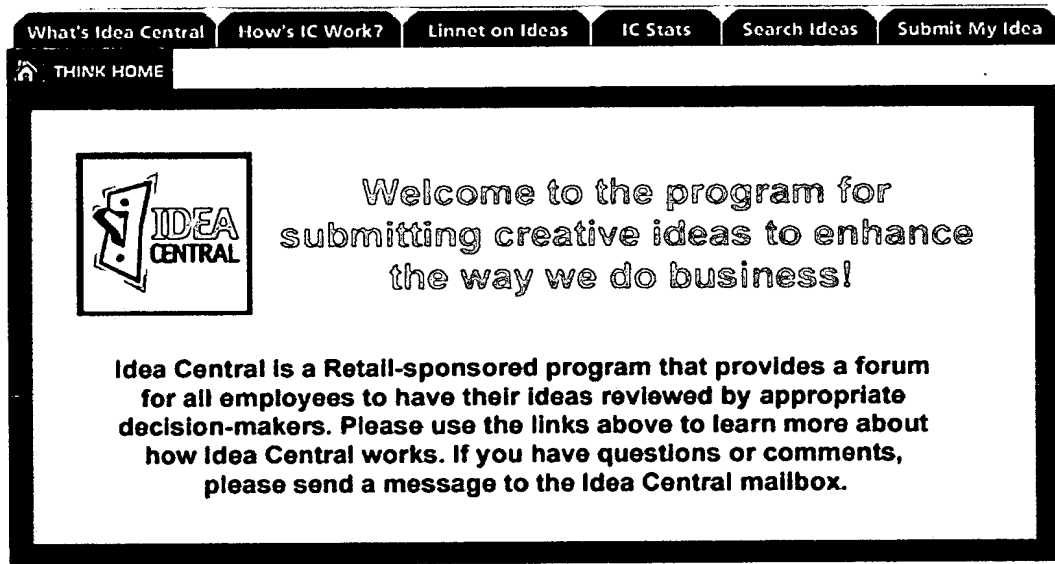 What's Idea Central How's IC Work? Linnet on Ideas IC Stats Search Ideas Submit My Idea
THINK HOME
IDEA
CENTRAL
Welcome to the program for
submitting creative ideas to enhance
the way we do business!
Idea Central is a Retail-sponsored program that provides a forum
for all employees to have their ideas reviewed by appropriate
decision-makers. Please use the links above to learn more about
how Idea Central works. If you have questions or comments,
please send a message to the Idea Central mailbox.